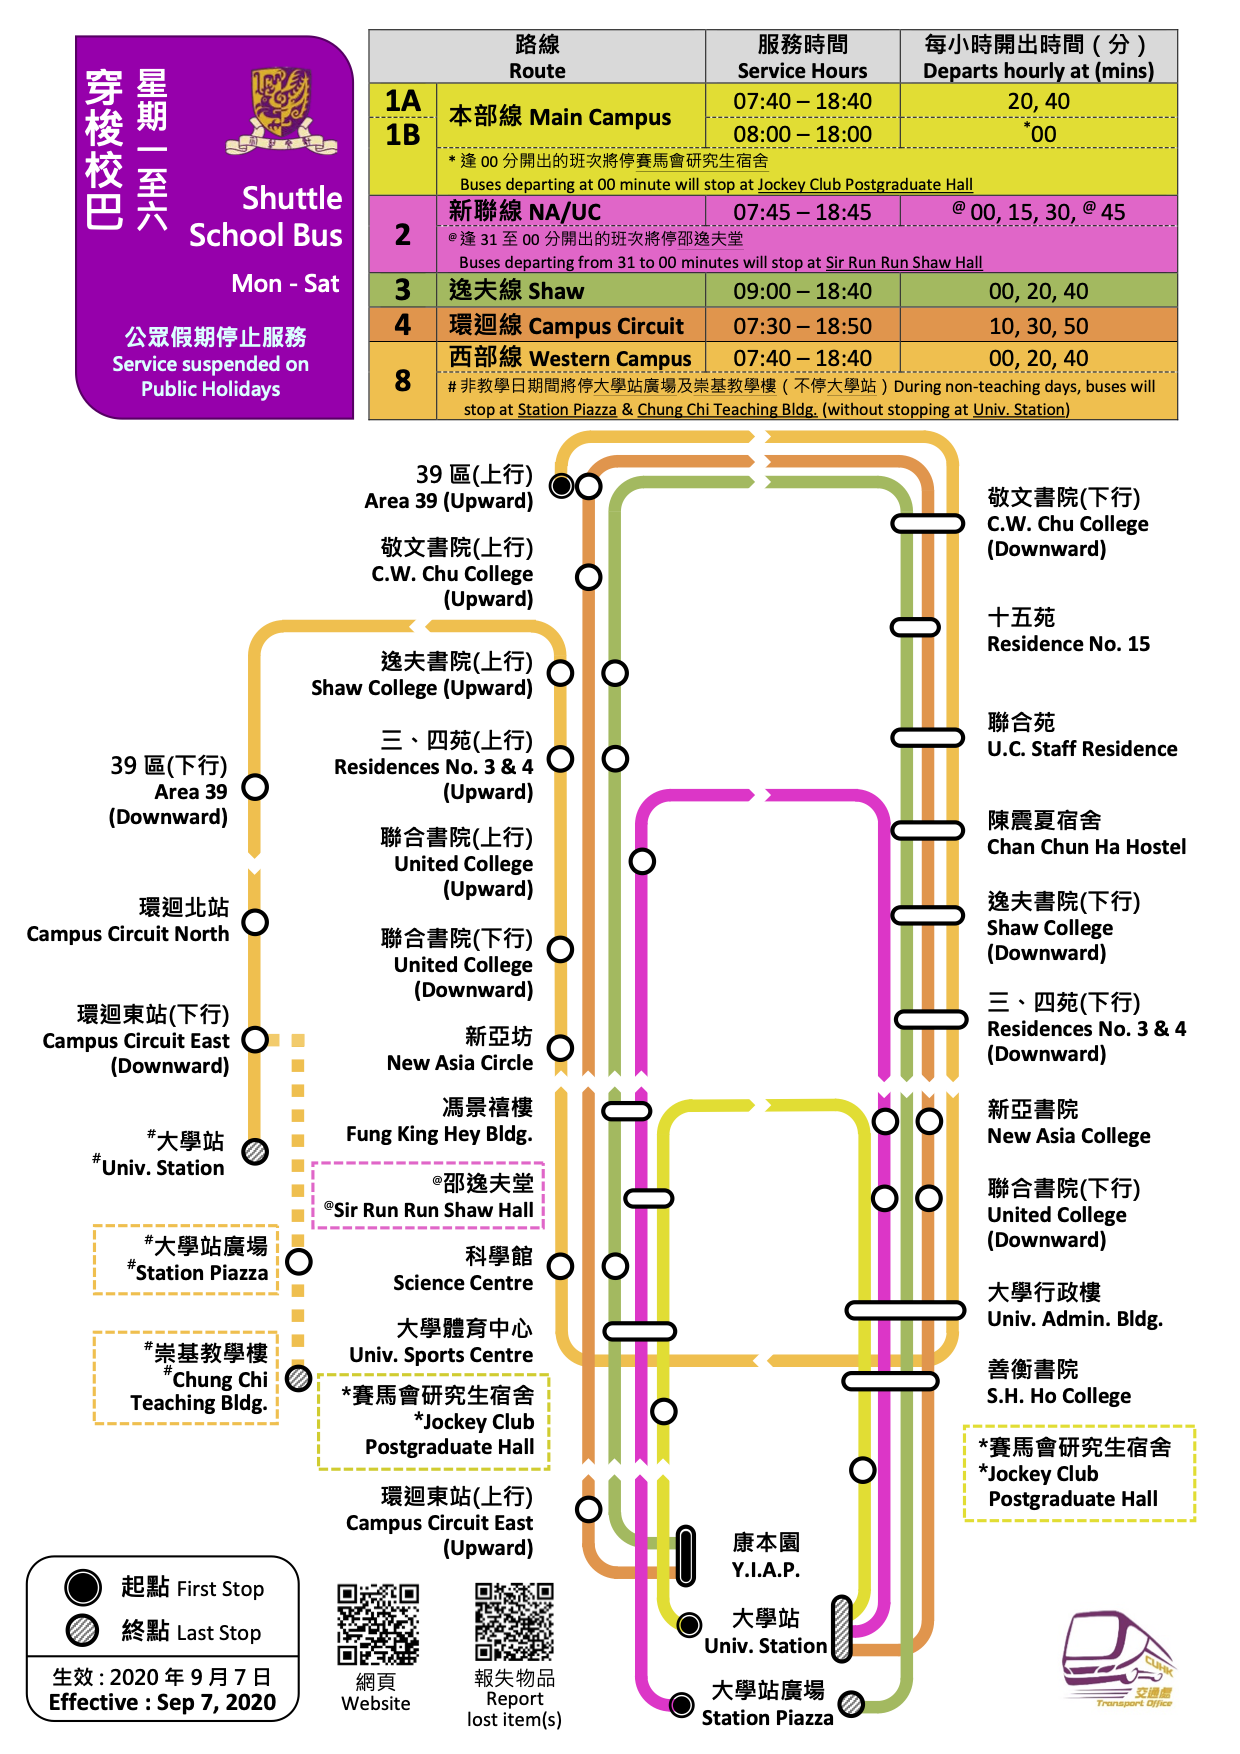 穿梭校巴
星期一至六
Shuttle
School Bus
Mon - Sat
公眾假期停止服務
Service suspended on
Public Holidays
路線 服務時間 每小時開出時間（分）
Route Service Hours Departs hourly at (mins)
1A 本部線 Main Campus 07:40 – 18:40 20, 40
1B 08:00 – 18:00 *00
* 逢 00 分開出的班次將停賽馬會研究生宿舍
Buses departing at 00 minute will stop at Jockey Club Postgraduate Hall
2 新聯線 NA/UC 07:45 – 18:45 @ 00, 15, 30, @ 45
@ 逢 31 至 00 分開出的班次將停邵逸夫堂
Buses departing from 31 to 00 minutes will stop at Sir Run Run Shaw Hall
3 逸夫線 Shaw 09:00 – 18:40 00, 20, 40
4 環迴線 Campus Circuit 07:30 – 18:50 10, 30, 50
8 西部線 Western Campus 07:40 – 18:40 00, 20, 40
# 非教學日期間將停大學站廣場及崇基教學樓（不停大學站）During non-teaching days, buses will
stop at Station Piazza & Chung Chi Teaching Bldg. (without stopping at Univ. Station)
39 區(上行)
Area 39 (Upward)
敬文書院(上行)
C.W. Chu College
(Upward)
逸夫書院(上行)
Shaw College (Upward)
三、四苑(上行)
Residences No. 3 & 4
(Upward)
聯合書院(上行)
United College
(Upward)
聯合書院(下行)
United College
(Downward)
新亞坊
New Asia Circle
馮景禧樓
Fung King Hey Bldg.
@邵逸夫堂
@Sir Run Run Shaw Hall
科學館
Science Centre
大學體育中心
Univ. Sports Centre
*賽馬會研究生宿舍
*Jockey Club
Postgraduate Hall
環迴東站(上行)
Campus Circuit East
(Upward)
39 區(下行)
Area 39
(Downward)
環迴北站
Campus Circuit North
環迴東站(下行)
Campus Circuit East
(Downward)
#大學站
#Univ. Station
#大學站廣場
#Station Piazza
#崇基教學樓
#Chung Chi
Teaching Bldg.
敬文書院(下行)
C.W. Chu College
(Downward)
十五苑
Residence No. 15
聯合苑
U.C. Staff Residence
陳震夏宿舍
Chan Chun Ha Hostel
逸夫書院(下行)
Shaw College
(Downward)
三、四苑(下行)
Residences No. 3 & 4
(Downward)
新亞書院
New Asia College
聯合書院(下行)
United College
(Downward)
大學行政樓
Univ. Admin. Bldg.
善衡書院
S.H. Ho College
*賽馬會研究生宿舍
*Jockey Club
Postgraduate Hall
康本園
Y.I.A.P.
大學站
Univ. Station
大學站廣場
Station Piazza
起點 First Stop
終點 Last Stop
生效 : 2020 年 9 月 7 日
Effective : Sep 7, 2020
網頁
Website
報失物品
Report
lost item(s)
CUHK
交通處
Transport Office